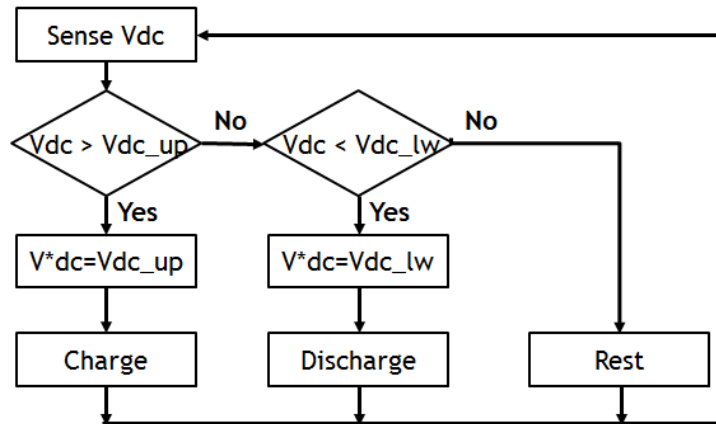 Sense Vdc
Vdc > Vdc_up
No
Vdc < Vdc_lw
No
Yes
Yes
V*dc=Vdc_up
V*dc=Vdc_lw
Charge
Discharge
Rest